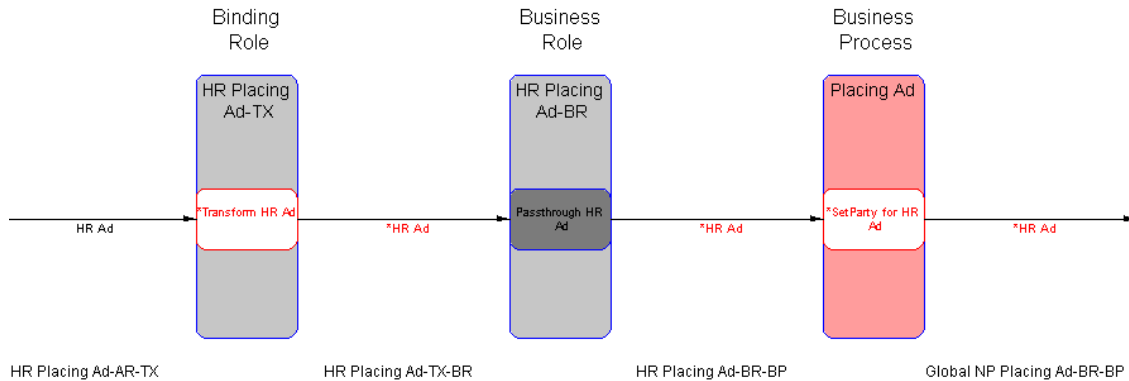 Binding
Role
Business
Role
Business
Process
HR Placing
Ad-TX
HR Placing
Ad-BR
Placing Ad
*Transform HR Ad
Passthrough HR
Ad
*SetParty for HR
Ad
HR Ad
*HR Ad
*HR Ad
*HR Ad
HR Placing Ad-AR-TX
HR Placing Ad-TX-BR
HR Placing Ad-BR-BP
Global NP Placing Ad-BR-BP